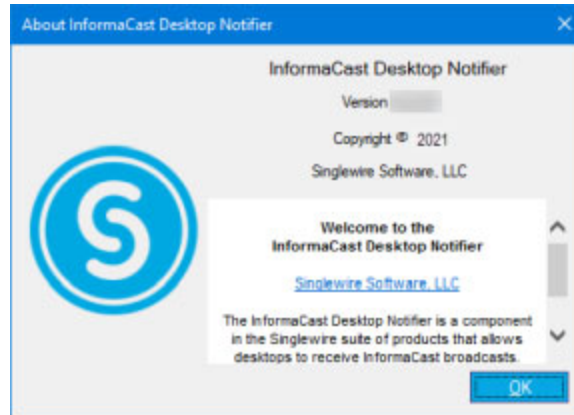 About InformaCast Desktop Notifier
InformaCast Desktop Notifier
Version
Copyright © 2021
Singlewire Software, LLC
S
Welcome to the
InformaCast Desktop Notifier
Singlewire Software, LLC
The InformaCast Desktop Notifier is a component
in the Singlewire suite of products that allows
desktops to receive InformaCast broadcasts.
OK